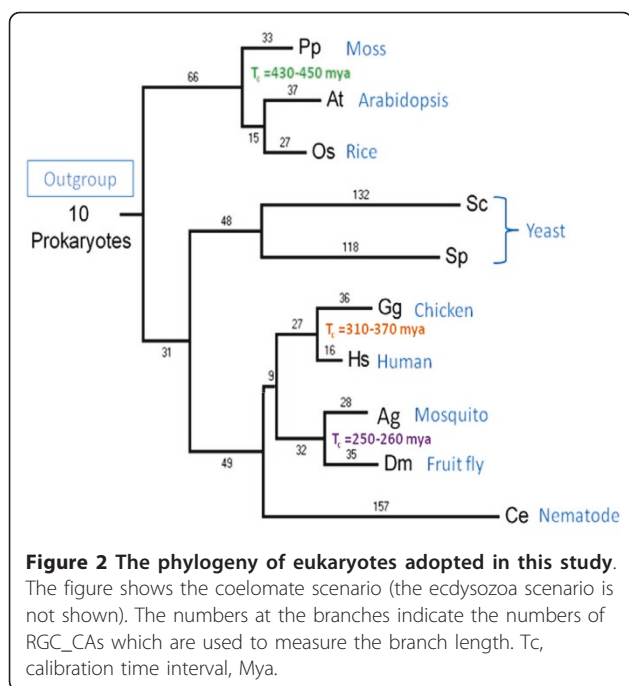 33
Pp Moss
Tc =430-450 mya
66
37
At Arabidopsis
15
27
Os Rice
Outgroup
10
Prokaryotes
132
Sc
48
Yeast
118
Sp
36
Gg Chicken
27
Tc =310-370 mya
31
16
Hs Human
9
28
Ag Mosquito
Tc =250-260 mya
32
35
Dm Fruit fly
49
157
Ce Nematode
Figure 2 The phylogeny of eukaryotes adopted in this study.
The figure shows the coelomate scenario (the ecdysozoa scenario is
not shown). The numbers at the branches indicate the numbers of
RGC_CAs which are used to measure the branch length. Tc,
calibration time interval, Mya.